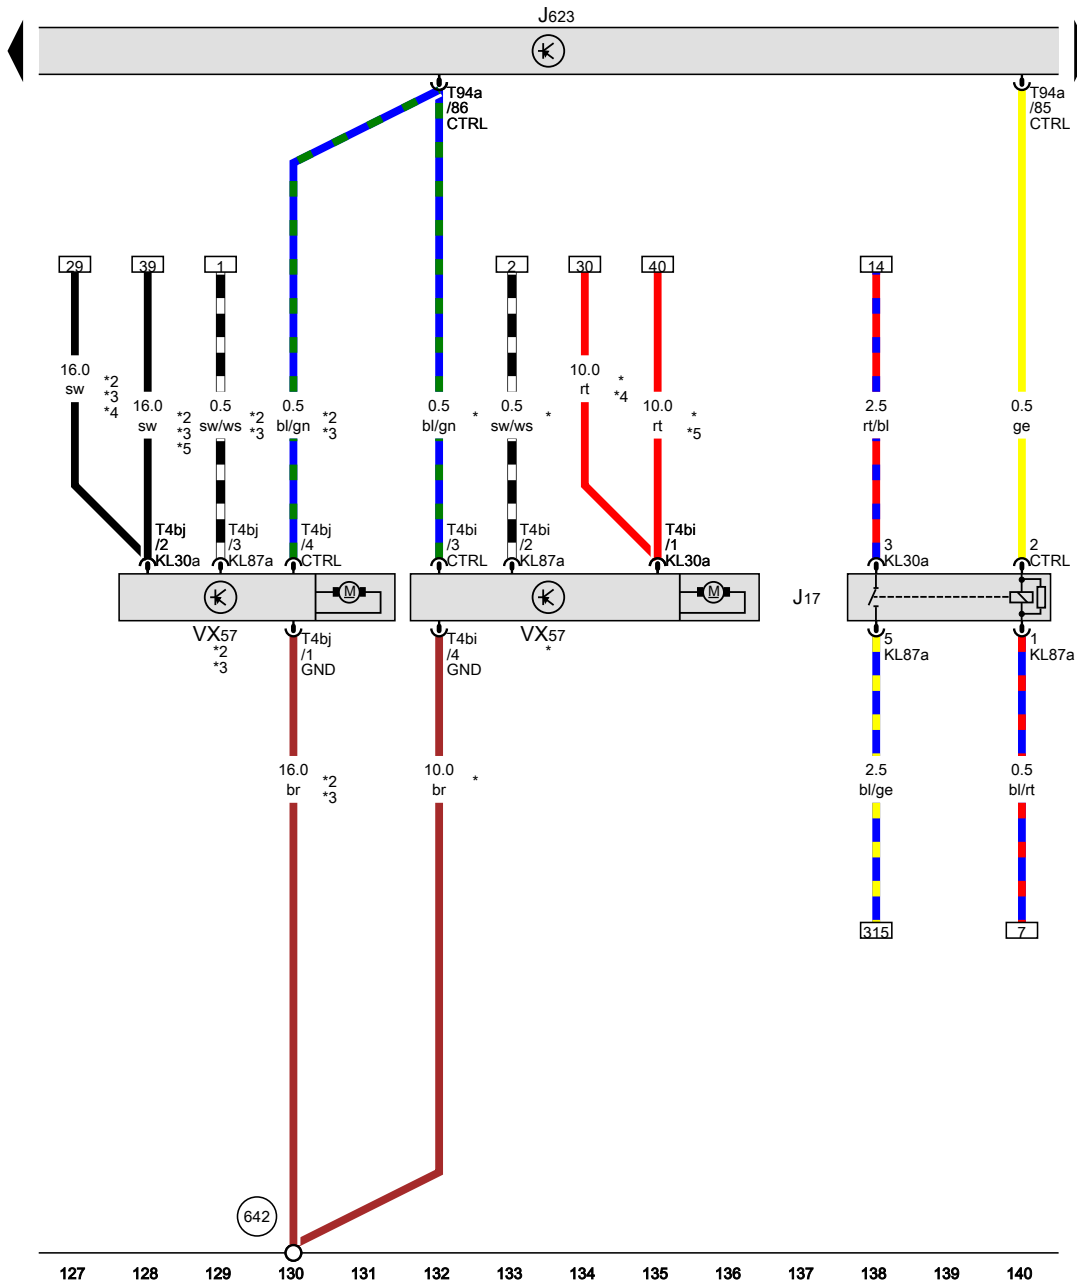 J623
T94a
/86
CTRL
T94a
/85
CTRL
29
39
1
2
30
40
14
16.0
sw
*2
*3
*4
16.0
sw
*2
*3
*5
0.5
sw/ws
*2
*3
0.5
bl/gn
*2
*3
0.5
bl/gn
*
0.5
sw/ws
*
10.0
rt
*
*4
10.0
rt
*
*5
2.5
rt/bl
0.5
ge
T4bj
/2
KL30a
T4bj
/3
KL87a
T4bj
/4
CTRL
T4bi
/3
CTRL
T4bi
/2
KL87a
T4bi
/1
KL30a
3
KL30a
2
CTRL
M
M
J17
VX57
*2
*3
T4bj
/1
GND
T4bi
/4
GND
VX57
*
5
KL87a
1
KL87a
16.0
br
*2
*3
10.0
br
*
2.5
bl/ge
0.5
bl/rt
315
7
642
127 128 129 130 131 132 133 134 135 136 137 138 139 140